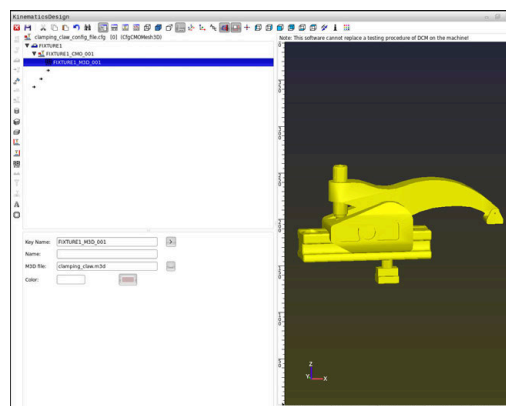 KinematicsDesign
clamping_claw_config_file.cfg [0] (CfgCMOMesh3D)
Note: This software cannot replace a testing procedure of DCM on the machine!
FIXTURE1
FIXTURE1_CMO_001
FIXTURE1_M3D_001
Key Name: FIXTURE1_M3D_001 >
Name:
M3D file: clamping_claw.m3d ...
Color:
Z
Y X